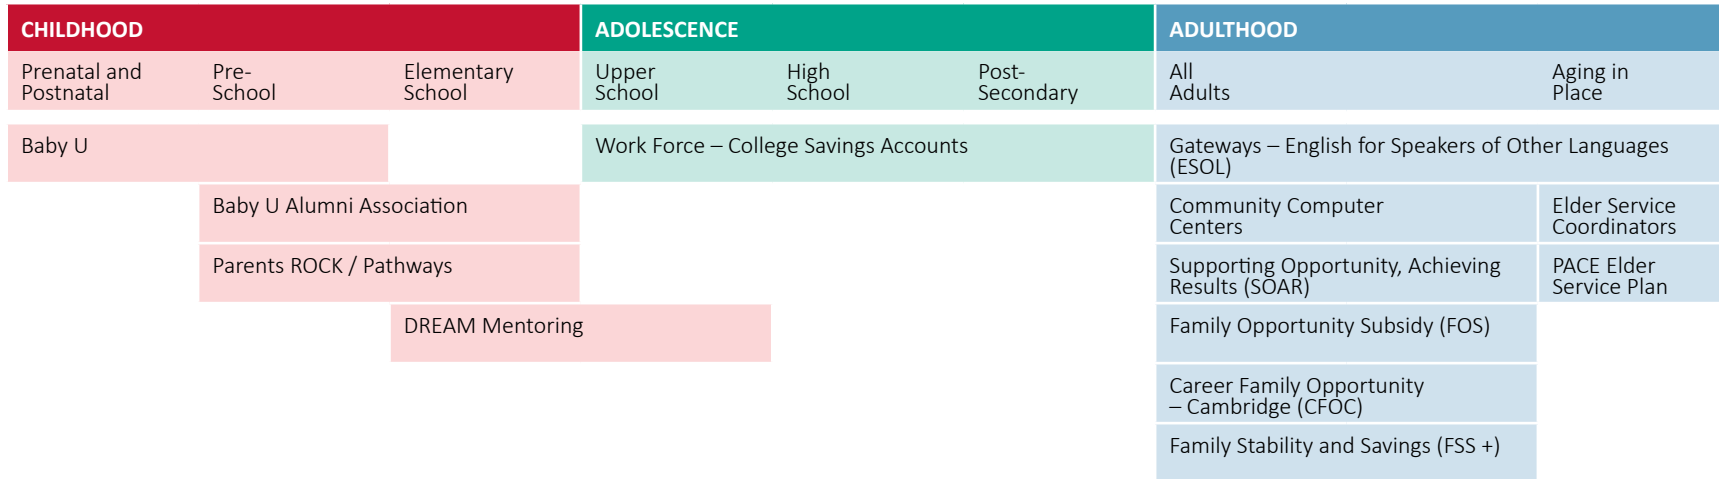 CHILDHOOD
ADOLESCENCE
ADULTHOOD
Prenatal and
Postnatal
Pre-
School
Elementary
School
Upper
School
High
School
Post-
Secondary
All
Adults
Aging in
Place
Baby U
Work Force – College Savings Accounts
Gateways – English for Speakers of Other Languages
(ESOL)
Baby U Alumni Association
Community Computer
Centers
Elder Service
Coordinators
Parents ROCK / Pathways
Supporting Opportunity, Achieving
Results (SOAR)
PACE Elder
Service Plan
DREAM Mentoring
Family Opportunity Subsidy (FOS)
Career Family Opportunity
– Cambridge (CFOC)
Family Stability and Savings (FSS +)